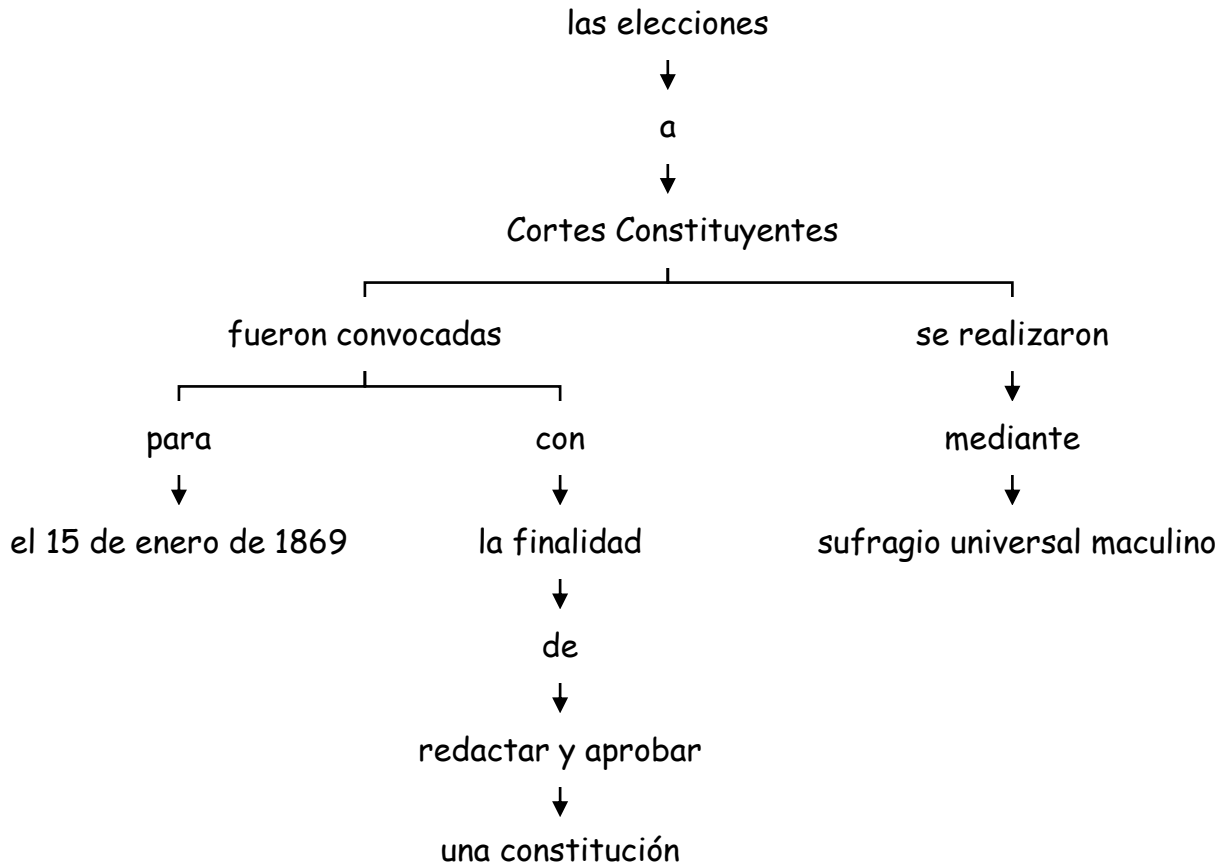 las elecciones
a
Cortes Constituyentes
fueron convocadas
se realizaron
para
con
mediante
el 15 de enero de 1869
la finalidad
sufragio universal maculino
de
redactar y aprobar
una constitución